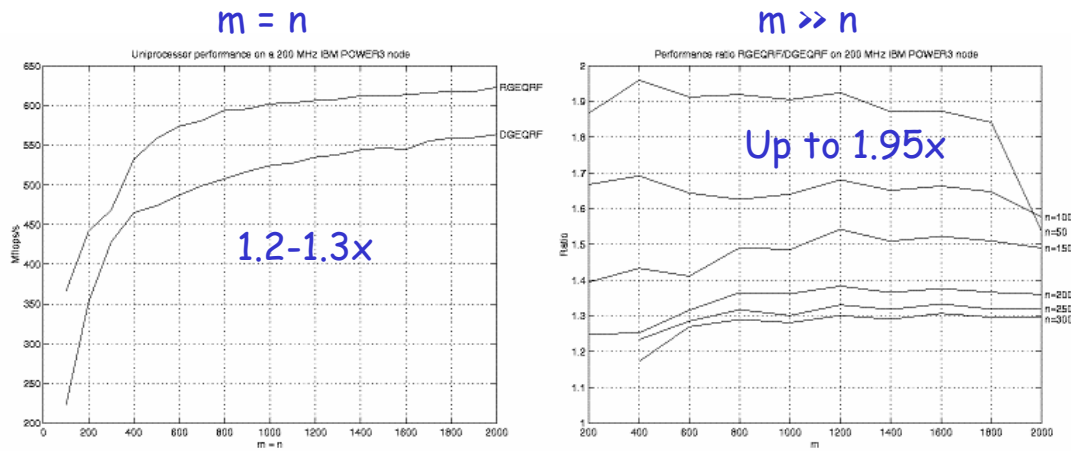 m = n
Uniprocessor performance on a 200 MHz IBM POWER3 node
650
600
550
500
450
400
350
300
250
200
Mflops/s
RGEQRF
DGEQRF
1.2-1.3x
0
200
400
600
800
1000
1200
1400
1600
1800
2000
m = n
m >> n
Performance ratio RGEQRF/DGEQRF on 200 MHz IBM POWER3 node
2
1.9
1.8
1.7
1.6
1.5
1.4
1.3
1.2
1.1
1
Ratio
Up to 1.95x
n=100
n=50
n=150
n=200
n=250
n=300
200
400
600
800
1000
1200
1400
1600
1800
2000
m